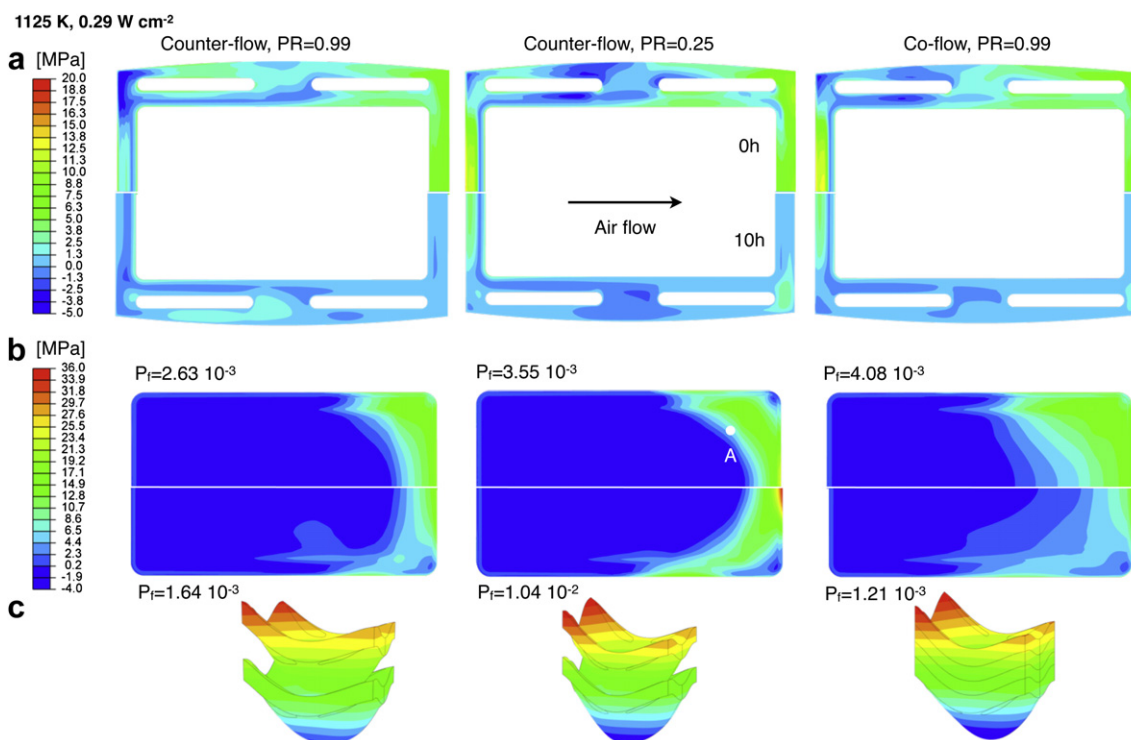 1125 K, 0.29 W cm-2
Counter-flow, PR=0.99
Counter-flow, PR=0.25
Co-flow, PR=0.99
a
[MPa]
20.0
18.8
17.5
16.3
15.0
13.8
12.5
11.3
10.0
8.8
7.5
6.3
5.0
3.8
2.5
1.3
0.0
-1.3
-2.5
-3.8
-5.0
0h
Air flow
10h
b
[MPa]
36.0
33.9
31.8
29.7
27.6
25.5
23.4
21.3
19.2
17.1
14.9
12.8
10.7
8.6
6.5
4.4
2.3
0.2
-1.9
-4.0
Pf=2.63 10-3
Pf=3.55 10-3
Pf=4.08 10-3
A
Pf=1.64 10-3
Pf=1.04 10-2
Pf=1.21 10-3
c